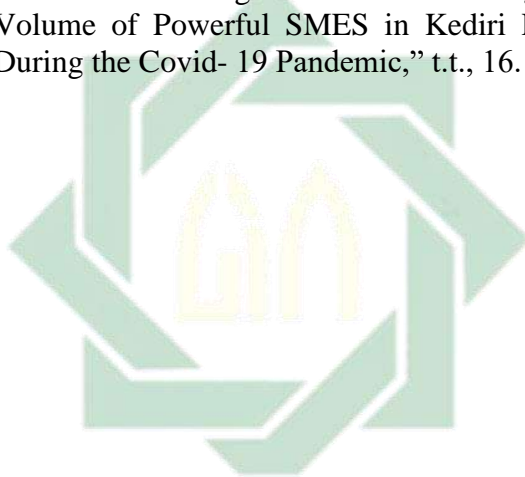 Volume of Powerful SMES in Kediri
During the Covid- 19 Pandemic,” t.t., 16.